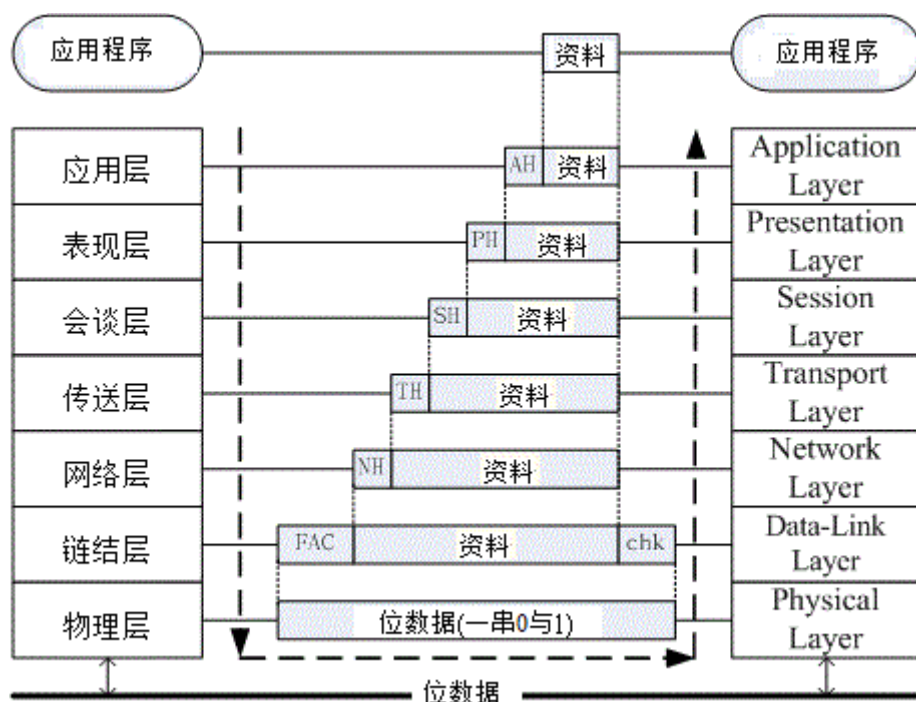 应用程序
资料
应用程序
应用层
AH
资料
Application
Layer
表现层
PH
资料
Presentation
Layer
会谈层
SH
资料
Session
Layer
传送层
TH
资料
Transport
Layer
网络层
NH
资料
Network
Layer
链结层
FAC
资料
chk
Data-Link
Layer
物理层
位数据(一串0与1)
Physical
Layer
位数据